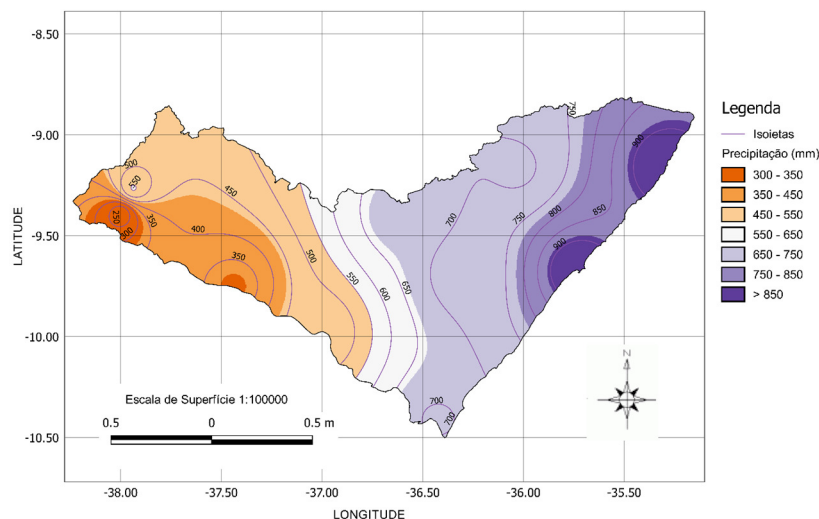 -8.50
-9.00
-9.50
-10.00
-10.50
LATITUDE
-38.00
-37.50
-37.00
-36.50
-36.00
-35.50
LONGITUDE
500
550
450
250
300
350
400
350
500
550
600
650
700
750
750
800
850
900
900
700
700
Escala de Superfície 1:100000
0.5 0 0.5 m
N
Legenda
Isoietas
Precipitação (mm)
300 - 350
350 - 450
450 - 550
550 - 650
650 - 750
750 - 850
> 850